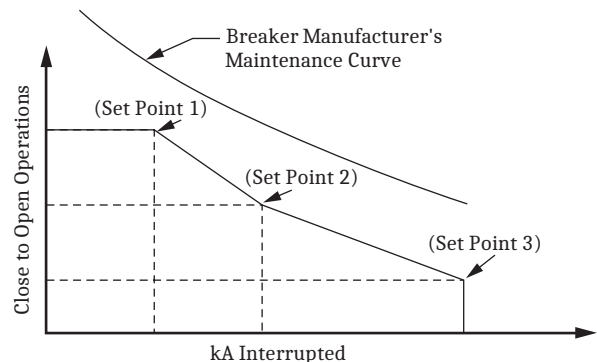 Breaker Manufacturer's
Maintenance Curve
(Set Point 1)
(Set Point 2)
(Set Point 3)
Close to Open Operations
kA Interrupted